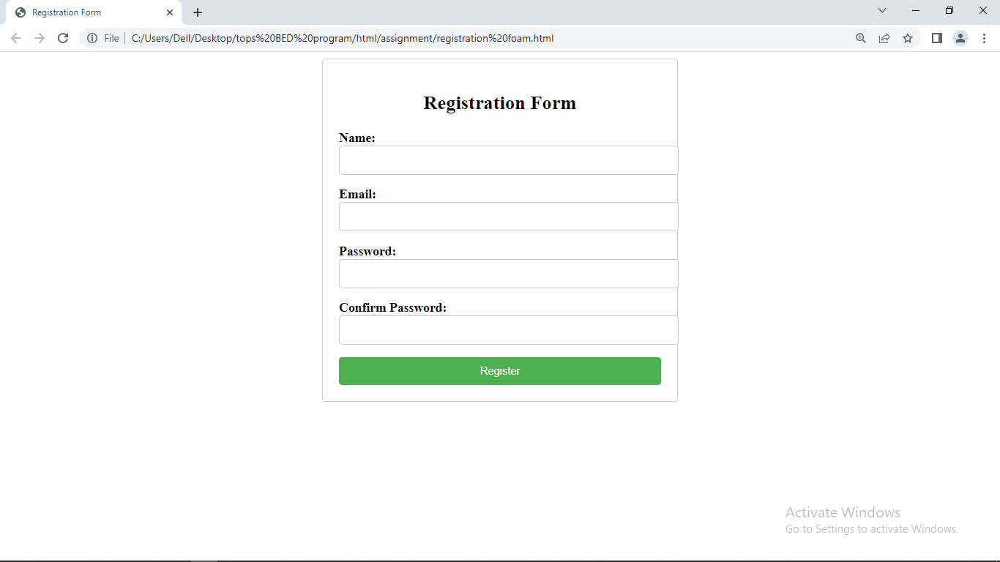 Registration Form
File
C:/Users/Dell/Desktop/tops%20BED%20program/html/assignment/registration%20foam.html
Registration Form
Name:
Email:
Password:
Confirm Password:
Register
Activate Windows
Go to Settings to activate Windows.